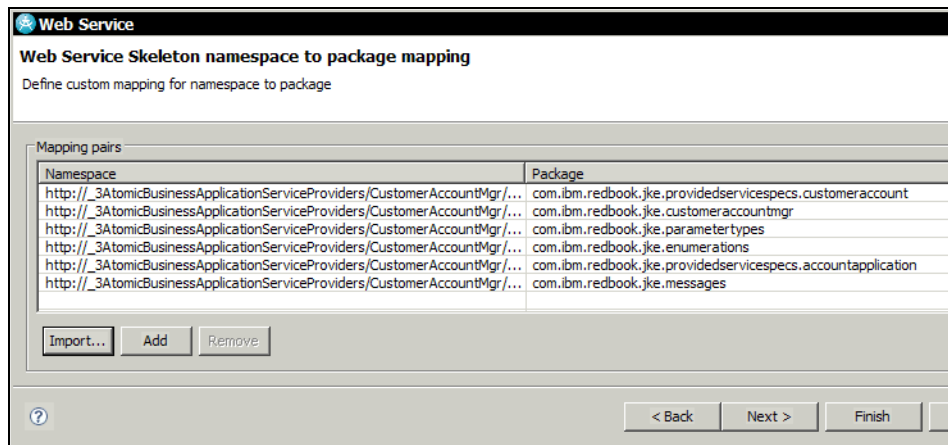 Web Service
Web Service Skeleton namespace to package mapping
Define custom mapping for namespace to package
Mapping pairs
Namespace Package
http://_3AtomicBusinessApplicationServiceProviders/CustomerAccountMgr/... com.ibm.redbook.jke.providedservicespecs.customeraccount
http://_3AtomicBusinessApplicationServiceProviders/CustomerAccountMgr/... com.ibm.redbook.jke.customeraccountmgr
http://_3AtomicBusinessApplicationServiceProviders/CustomerAccountMgr/... com.ibm.redbook.jke.parametertypes
http://_3AtomicBusinessApplicationServiceProviders/CustomerAccountMgr/... com.ibm.redbook.jke.enumerations
http://_3AtomicBusinessApplicationServiceProviders/CustomerAccountMgr/... com.ibm.redbook.jke.providedservicespecs.accountapplication
http://_3AtomicBusinessApplicationServiceProviders/CustomerAccountMgr/... com.ibm.redbook.jke.messages
Import... Add Remove
? < Back Next > Finish